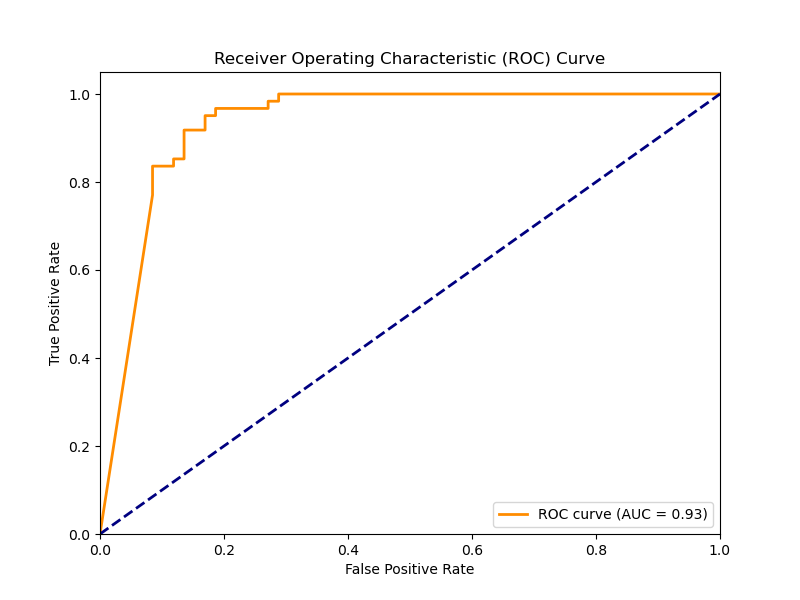 Receiver Operating Characteristic (ROC) Curve
1.0
0.8
0.6
0.4
0.2
0.0
True Positive Rate
0.0 0.2 0.4 0.6 0.8 1.0
False Positive Rate
ROC curve (AUC = 0.93)